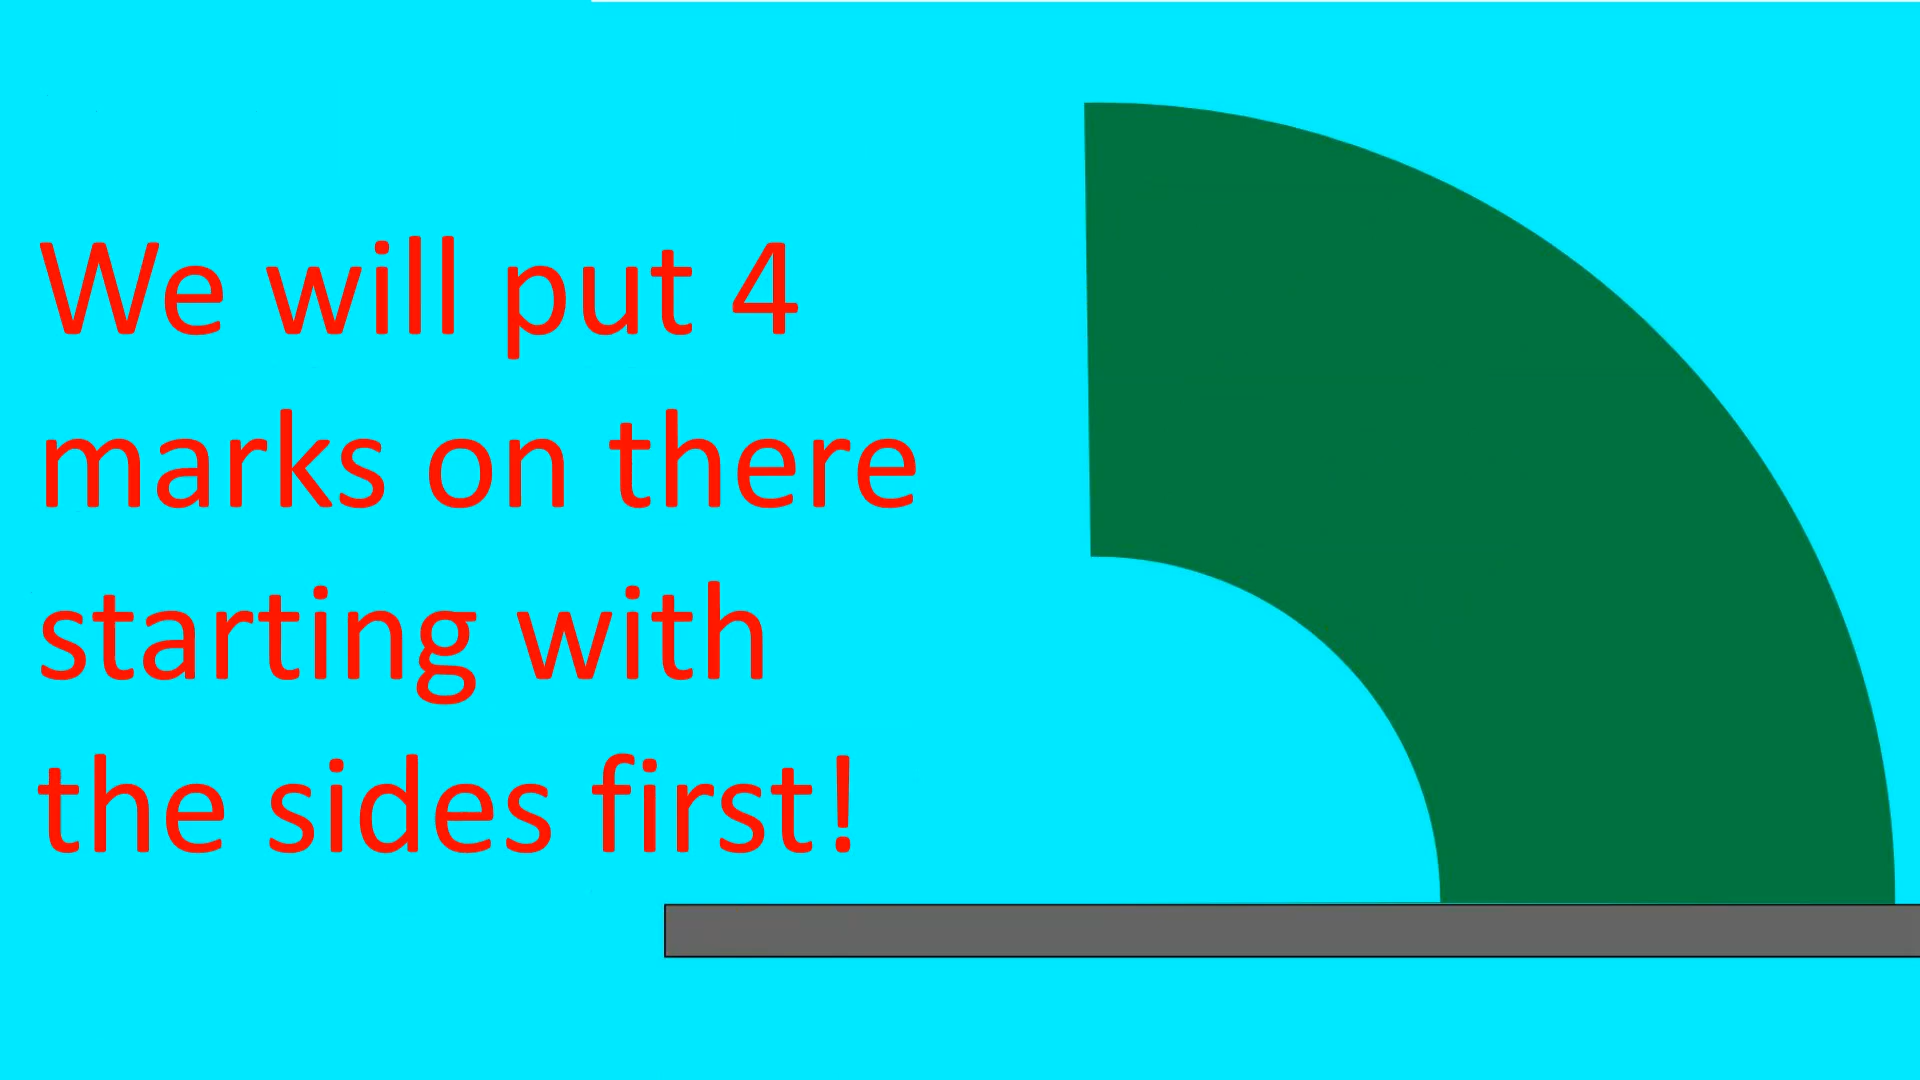 We will put 4
marks on there
starting with
the sides first!